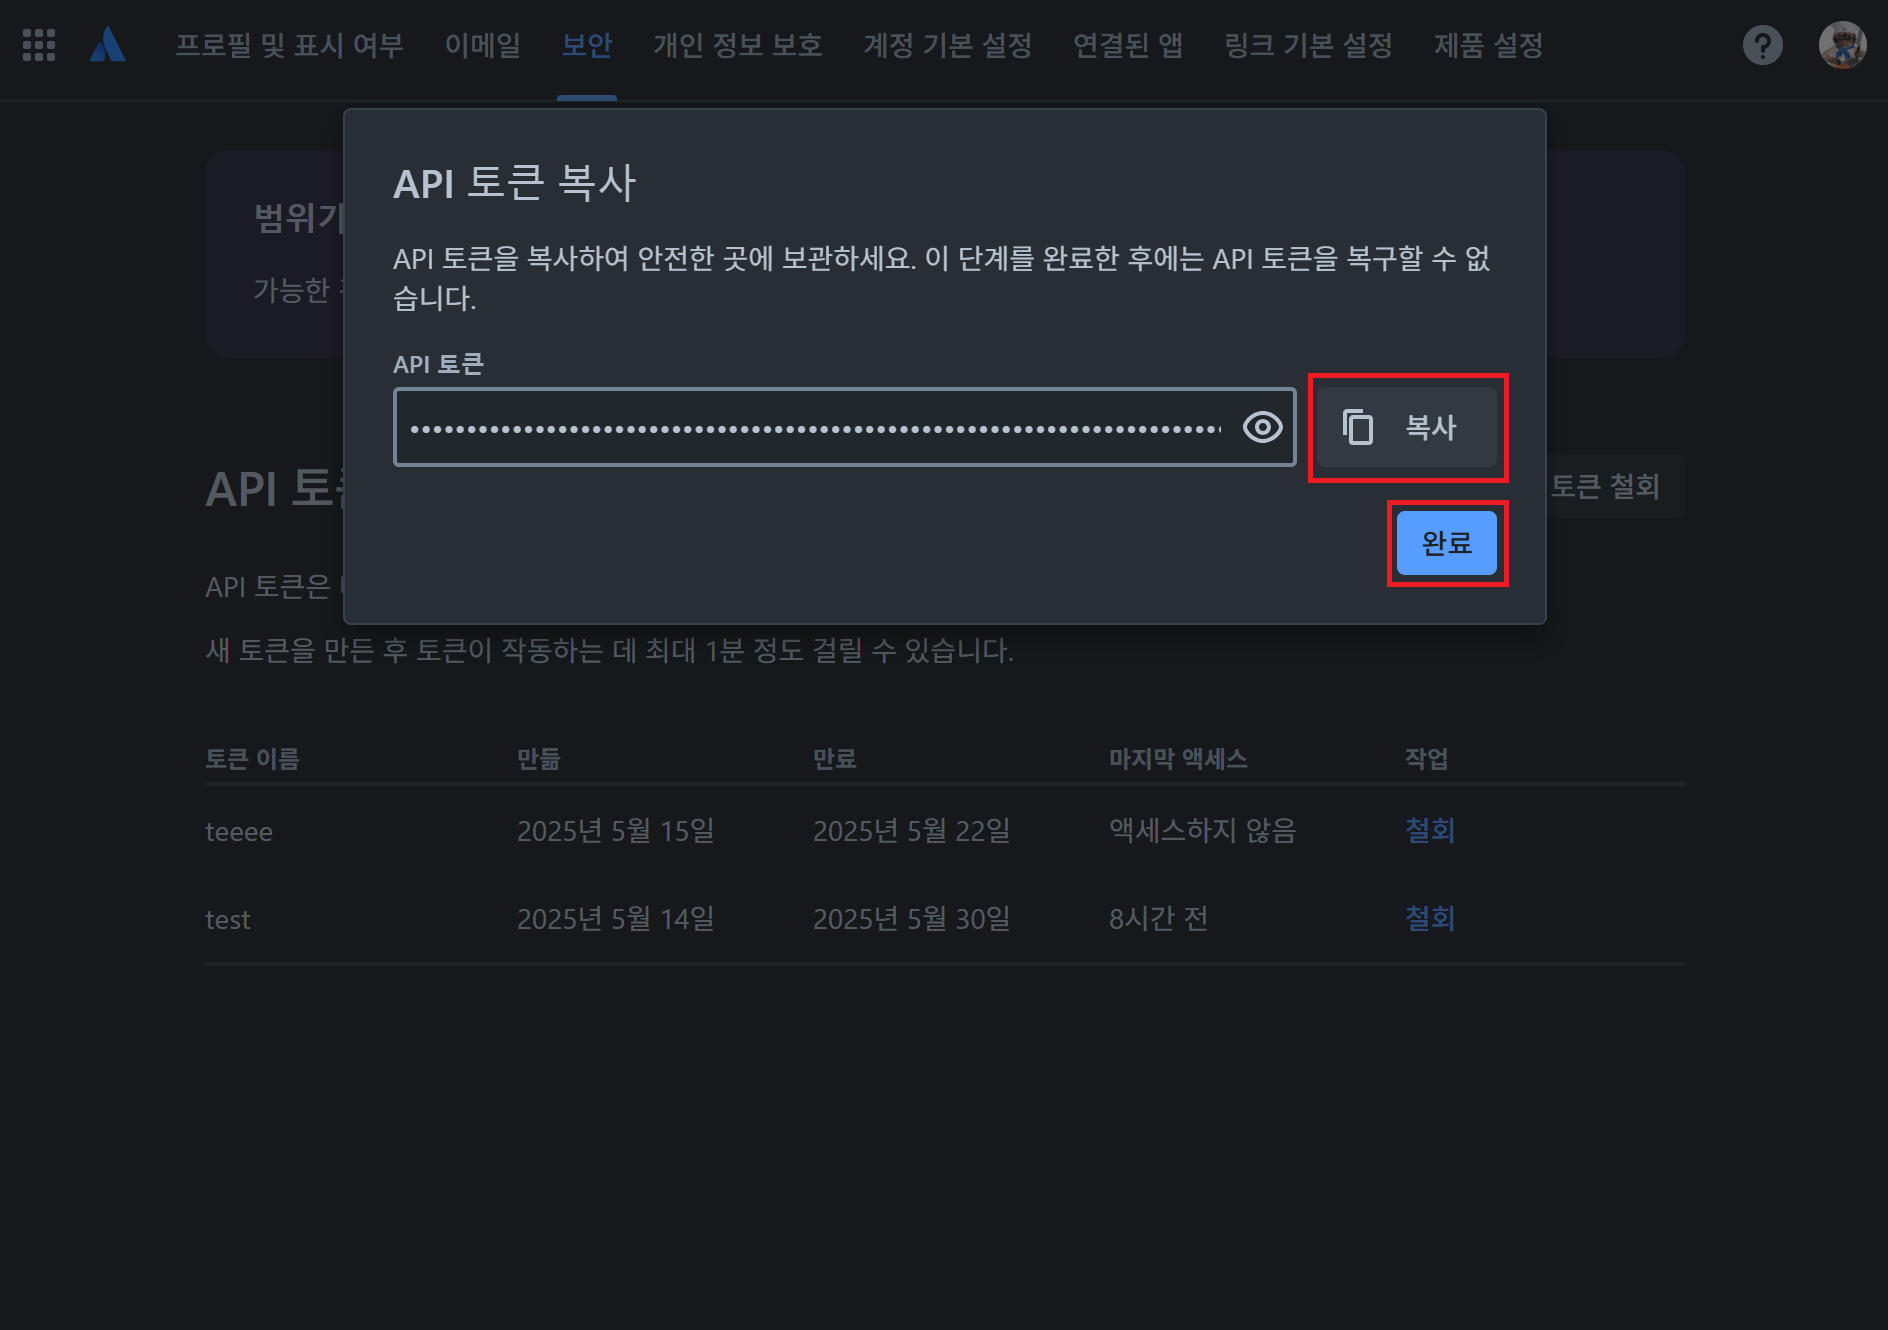 프로필 및 표시 여부 이메일 보안 개인 정보 보호 계정 기본 설정 연결된 앱 링크 기본 설정 제품 설정
API 토큰 복사
범위가
API 토큰을 복사하여 안전한 곳에 보관하세요. 이 단계를 완료한 후에는 API 토큰을 복구할 수 없
습니다.
가능한
API 토큰
복사
API 토큰
토큰 철회
완료
API 토큰은
새 토큰을 만든 후 토큰이 작동하는 데 최대 1분 정도 걸릴 수 있습니다.
토큰 이름 만듦 만료 마지막 액세스 작업
teeee 2025년 5월 15일 2025년 5월 22일 액세스하지 않음 철회
test 2025년 5월 14일 2025년 5월 30일 8시간 전 철회